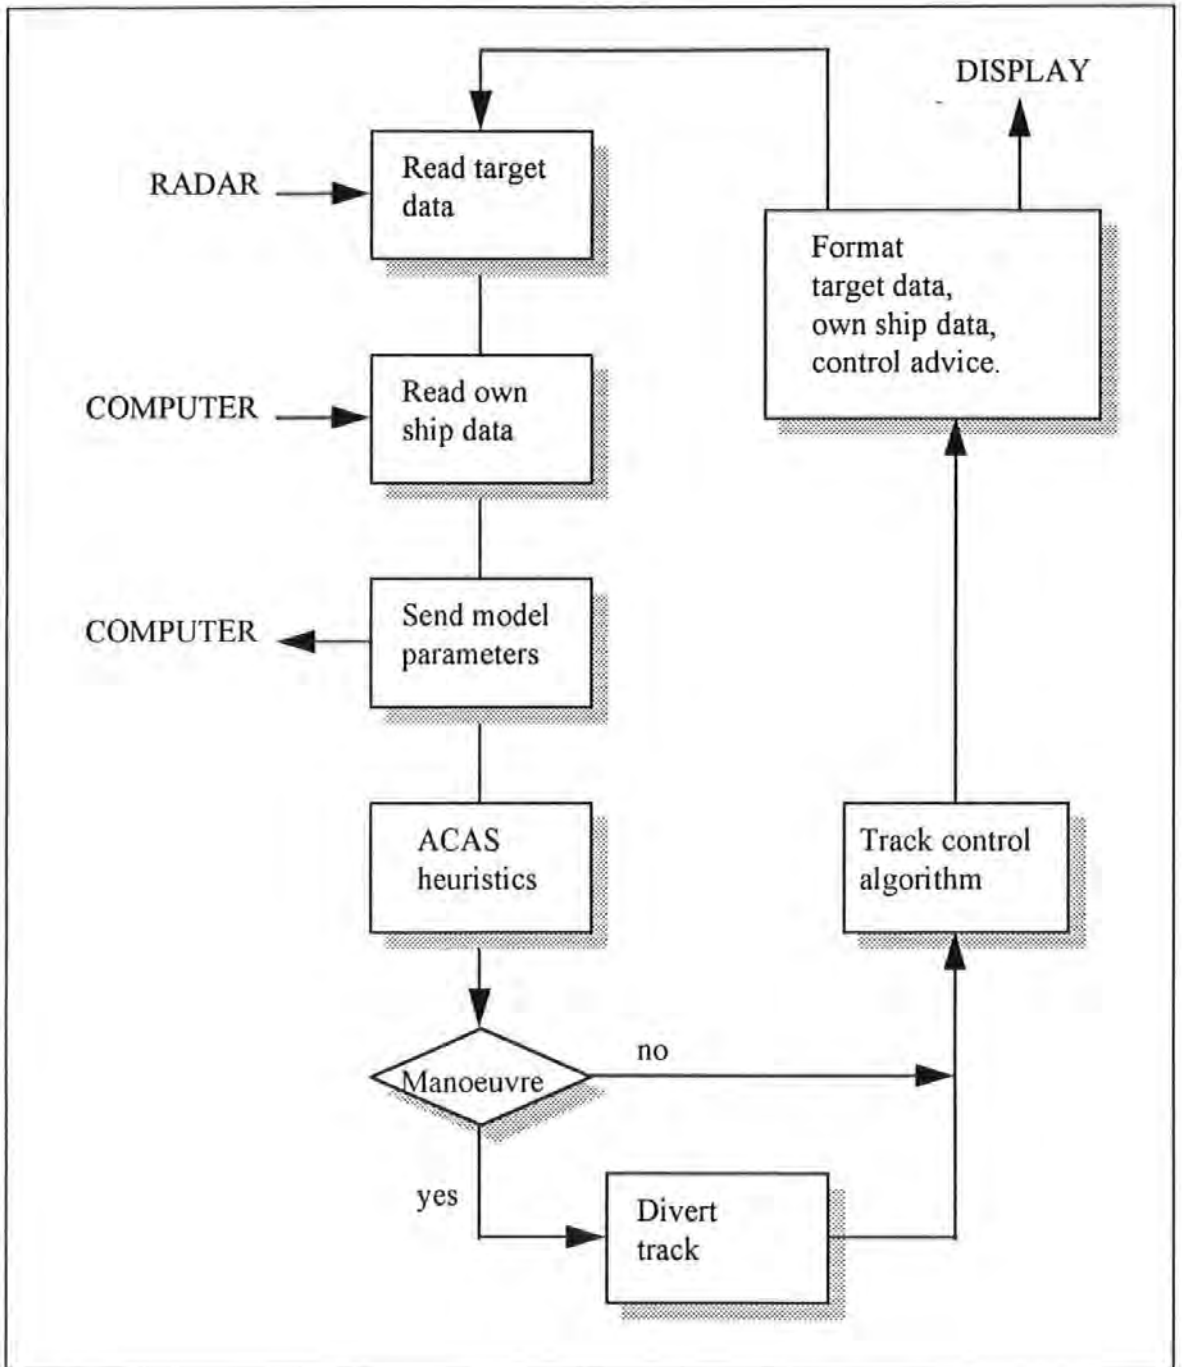 DISPLAY
RADAR
Read target
data
Format
target data,
own ship data,
control advice.
COMPUTER
Read own
ship data
COMPUTER
Send model
parameters
ACAS
heuristics
Track control
algorithm
Manoeuvre
no
yes
Divert
track